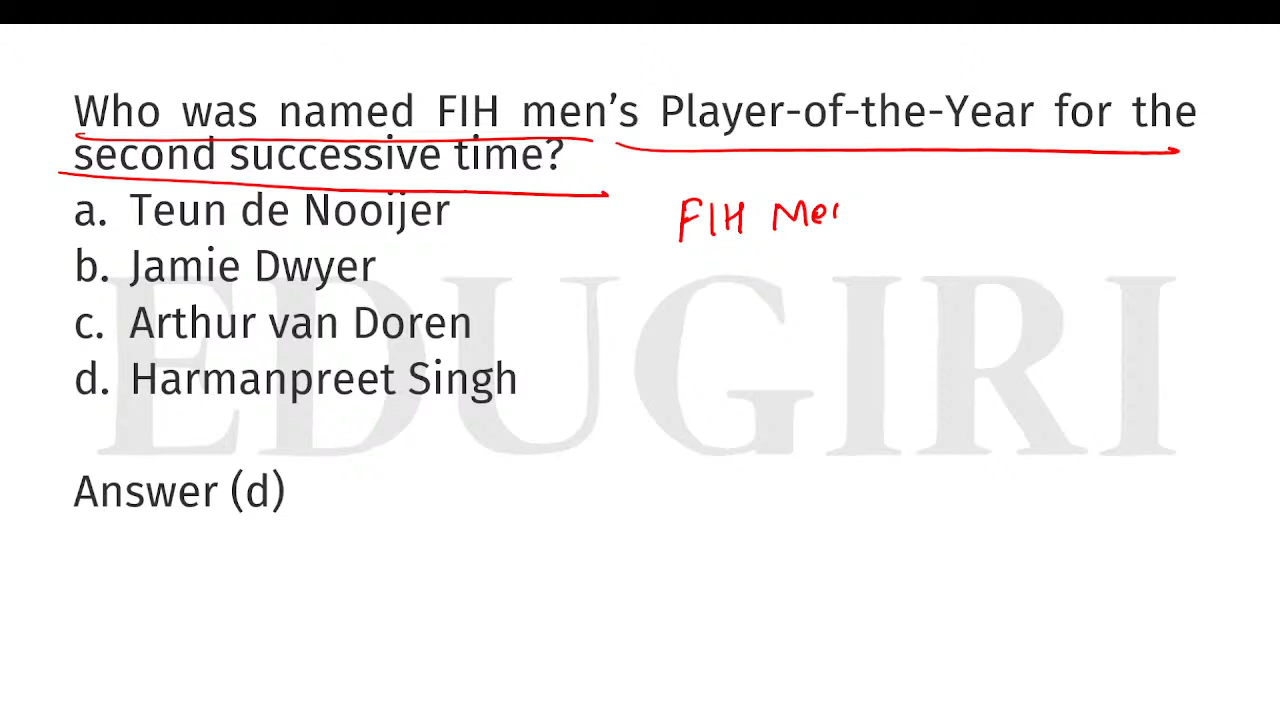 Who was named FIH men’s Player-of-the-Year for the
second successive time?
a. Teun de Nooijer
FIH Men
b. Jamie Dwyer
c. Arthur van Doren
d. Harmanpreet Singh
EDUGIRI
Answer (d)